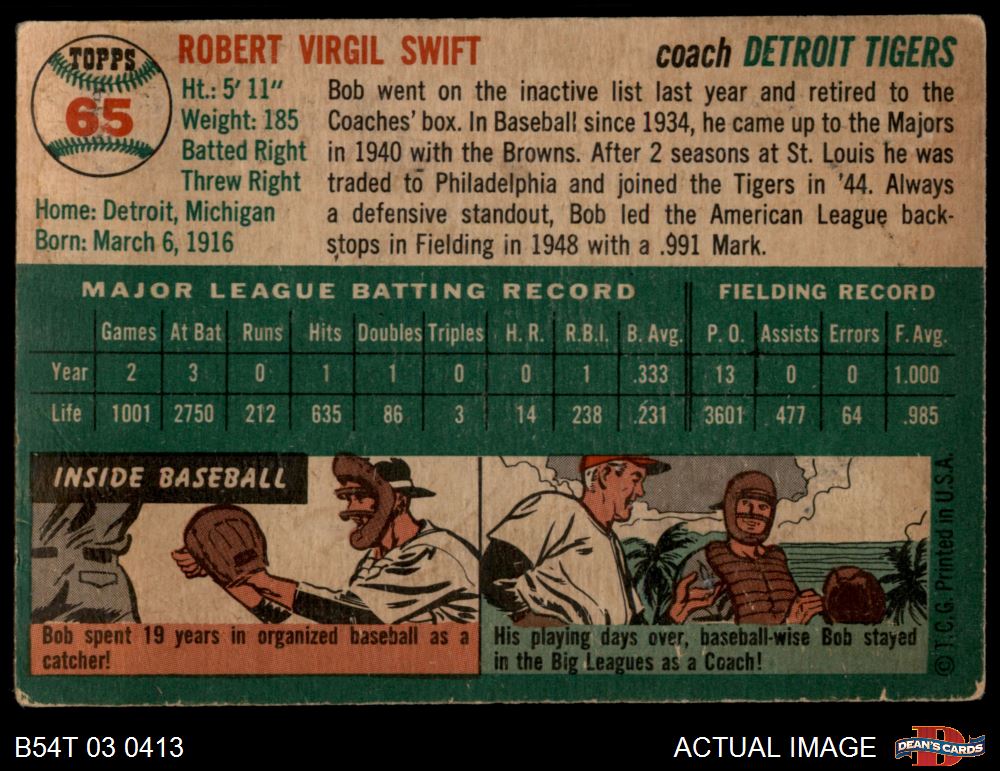 TOPPS
65
ROBERT VIRGIL SWIFT
coach DETROIT TIGERS
Ht.: 5' 11"
Weight: 185
Batted Right
Threw Right
Home: Detroit, Michigan
Born: March 6, 1916
Bob went on the inactive list last year and retired to the
Coaches' box. In Baseball since 1934, he came up to the Majors
in 1940 with the Browns. After 2 seasons at St. Louis he was
traded to Philadelphia and joined the Tigers in '44. Always
a defensive standout, Bob led the American League back-
stops in Fielding in 1948 with a .991 Mark.
MAJOR LEAGUE BATTING RECORD FIELDING RECORD
Games At Bat Runs Hits Doubles Triples H. R. R.B.I. B. Avg. P. O. Assists Errors F. Avg.
Year 2 3 0 1 1 0 0 1 .333 13 0 0 1.000
Life 1001 2750 212 635 86 3 14 238 .231 3601 477 64 .985
INSIDE BASEBALL
Bob spent 19 years in organized baseball as a
catcher!
His playing days over, baseball-wise Bob stayed
in the Big Leagues as a Coach!
© T.C.G. Printed in U.S.A.
B54T 03 0413
ACTUAL IMAGE
DEAN'S CARDS